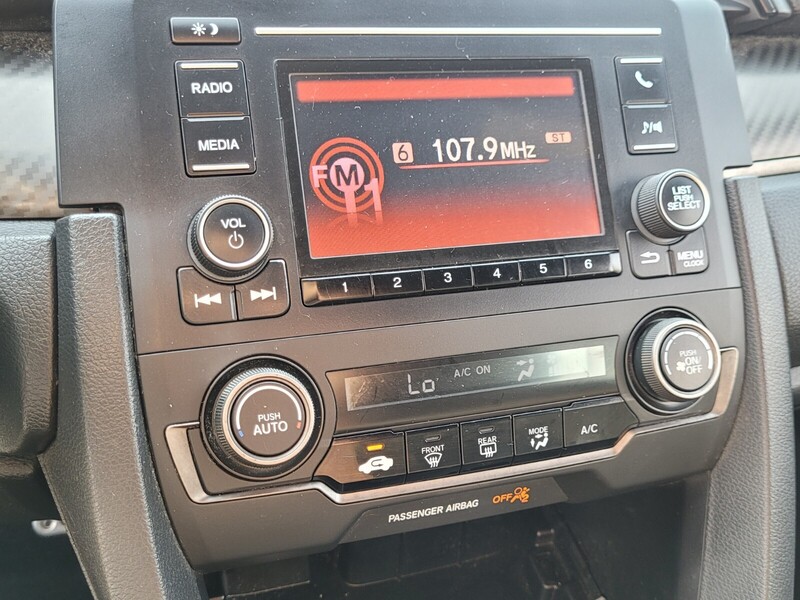 RADIO
MEDIA
VOL
FM1
6 107.9MHz ST
1 2 3 4 5 6
LIST
PUSH
SELECT
MENU
CLOCK
PUSH
AUTO
Lo A/C ON
FRONT
REAR
MODE
A/C
PUSH
ON/
OFF
PASSENGER AIRBAG OFF